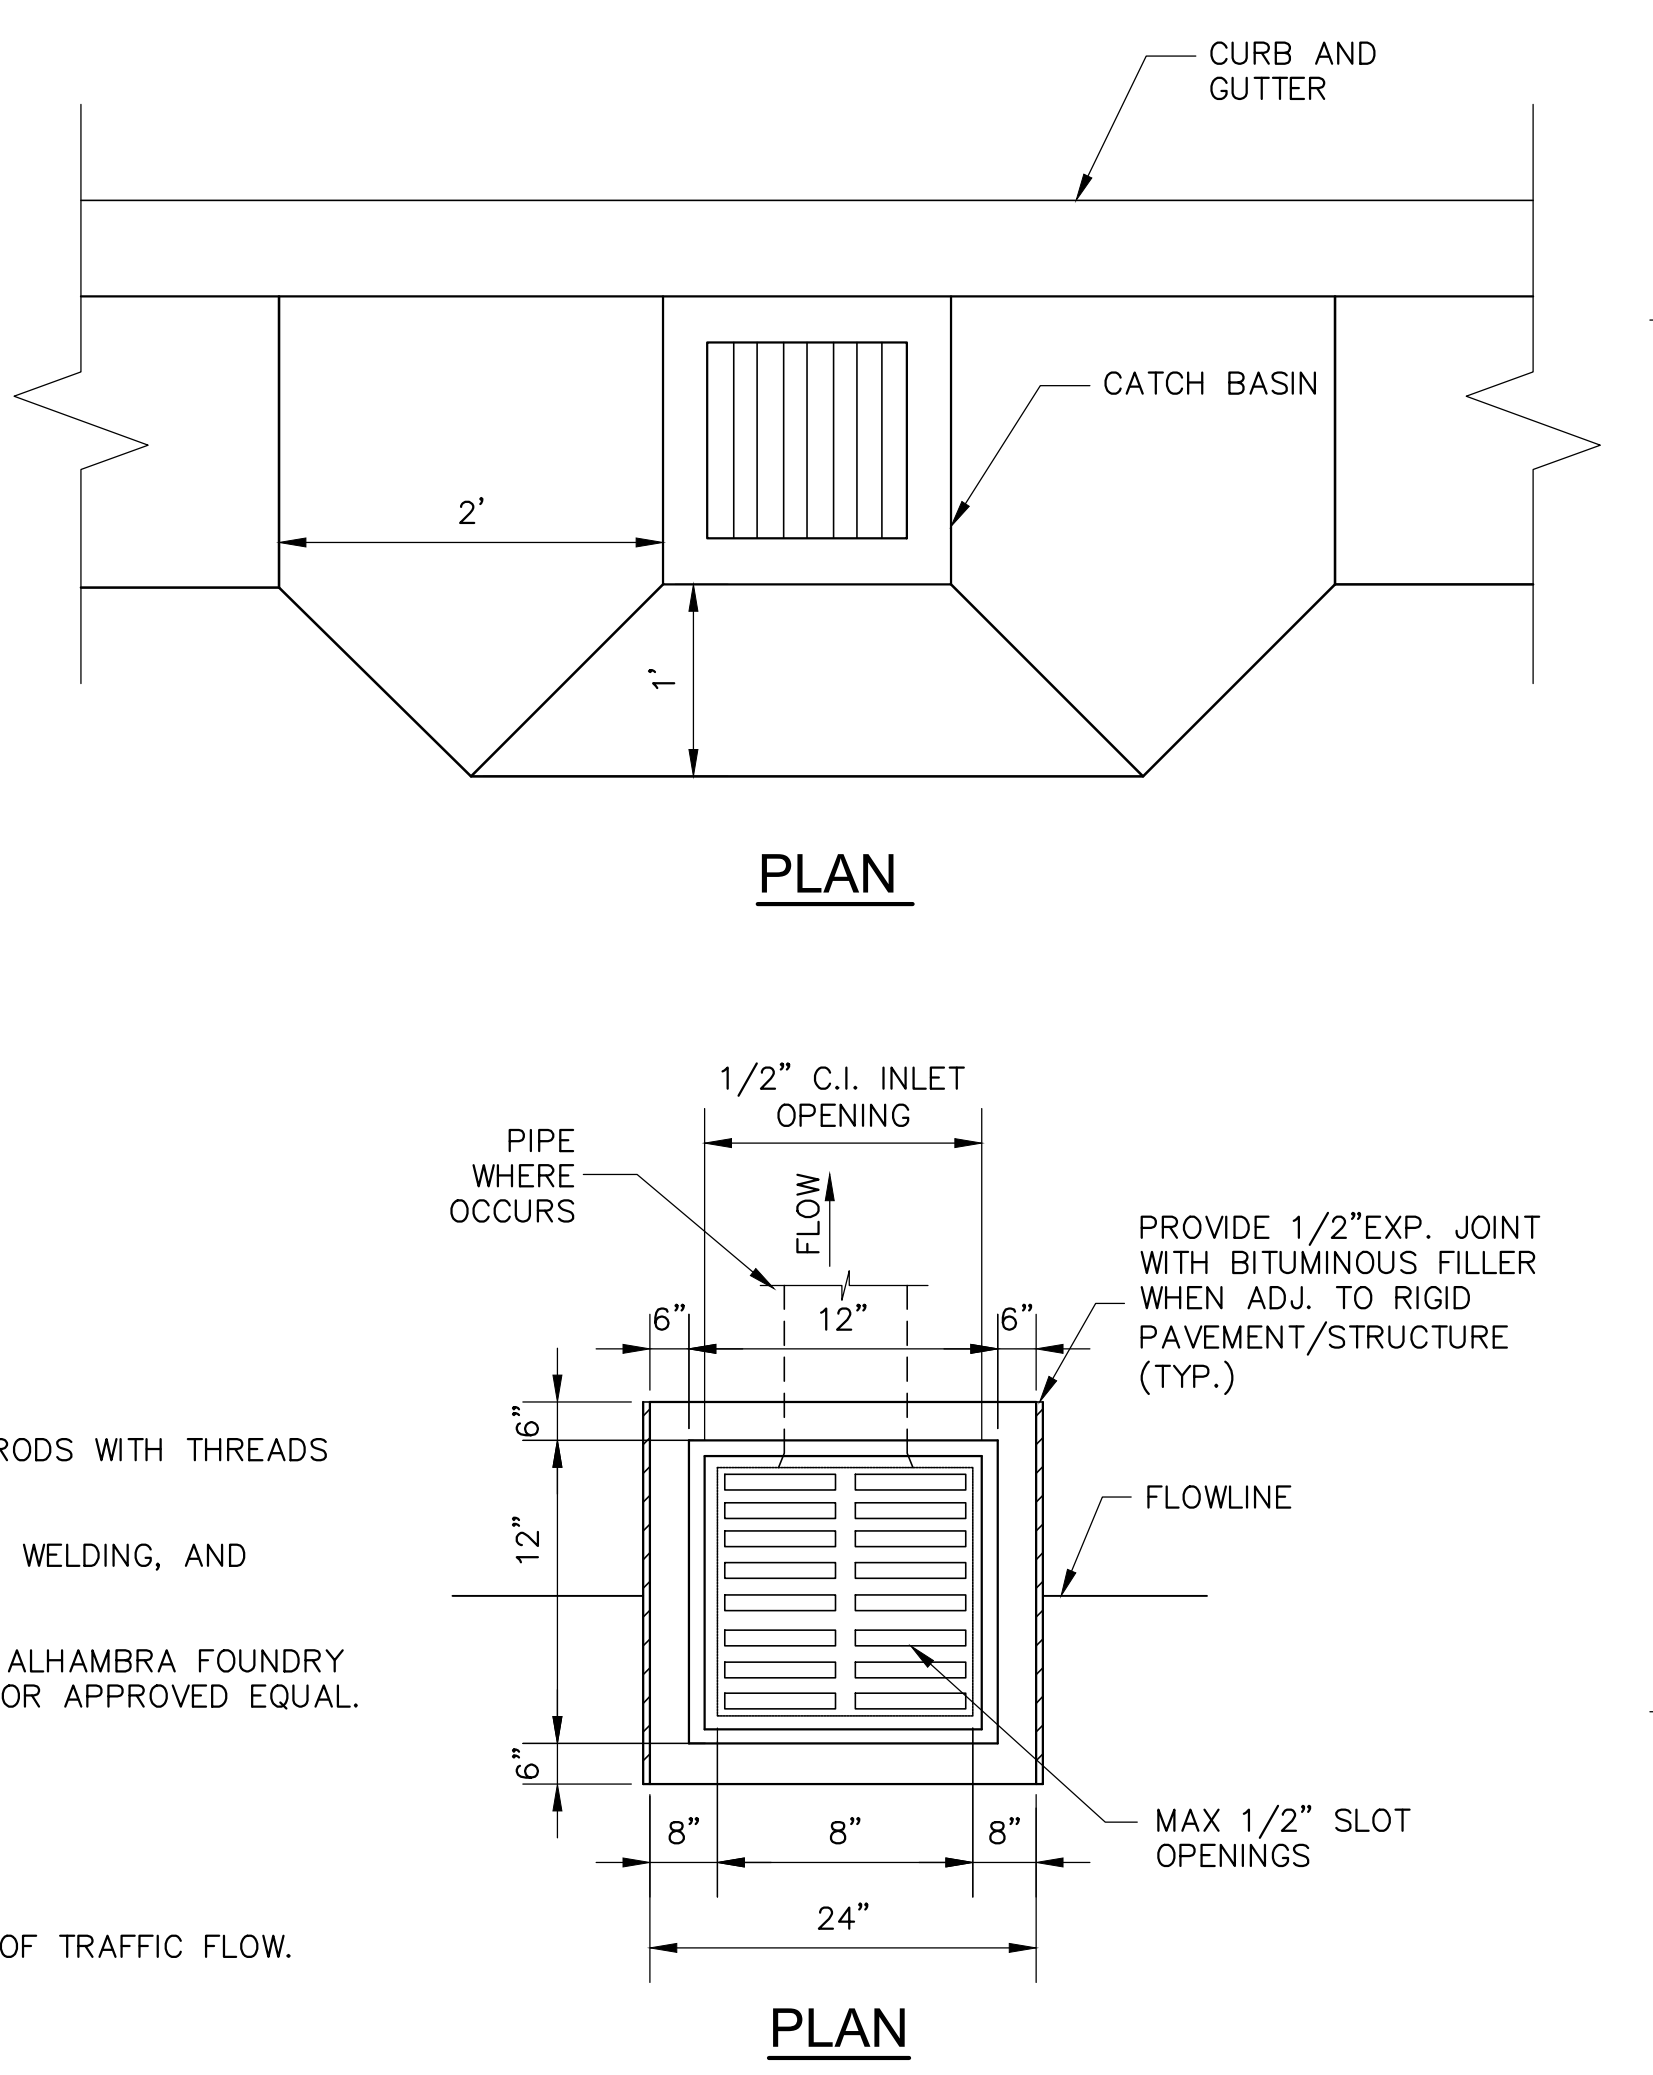 CURB AND
GUTTER
CATCH BASIN
2'
1'
PLAN
1/2" C.I. INLET
OPENING
PIPE
WHERE
OCCURS
FLOW
PROVIDE 1/2"EXP. JOINT
WITH BITUMINOUS FILLER
WHEN ADJ. TO RIGID
PAVEMENT/STRUCTURE
(TYP.)
6"
12"
6"
6"
12"
6"
RODS WITH THREADS
FLOWLINE
WELDING, AND
ALHAMBRA FOUNDRY
OR APPROVED EQUAL.
8"
8"
8"
MAX 1/2" SLOT
OPENINGS
24"
OF TRAFFIC FLOW.
PLAN